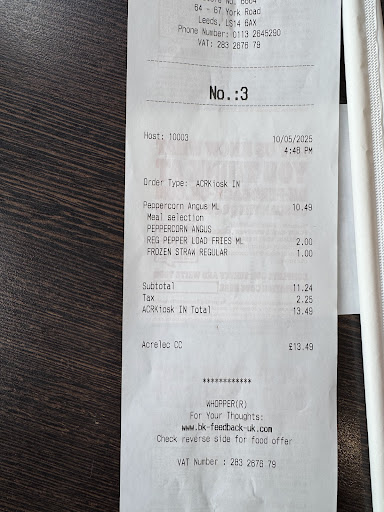 64 - 67 York Road
Leeds, LS14 6AX
Phone Number: 0113 2645290
VAT: 283 2676 79
No.:3
Host: 10003 10/05/2025
4:48 PM
Order Type: ACRKiosk IN
Peppercorn Angus ML 10.49
Meal selection
PEPPERCORN ANGUS
REG PEPPER LOAD FRIES ML 2.00
FROZEN STRAW REGULAR 1.00
Subtotal 11.24
Tax 2.25
ACRKiosk IN Total 13.49
Acrelec CC £13.49
************
WHOPPER(R)
For Your Thoughts:
www.bk-feedback-uk.com
Check reverse side for food offer
VAT Number : 283 2676 79